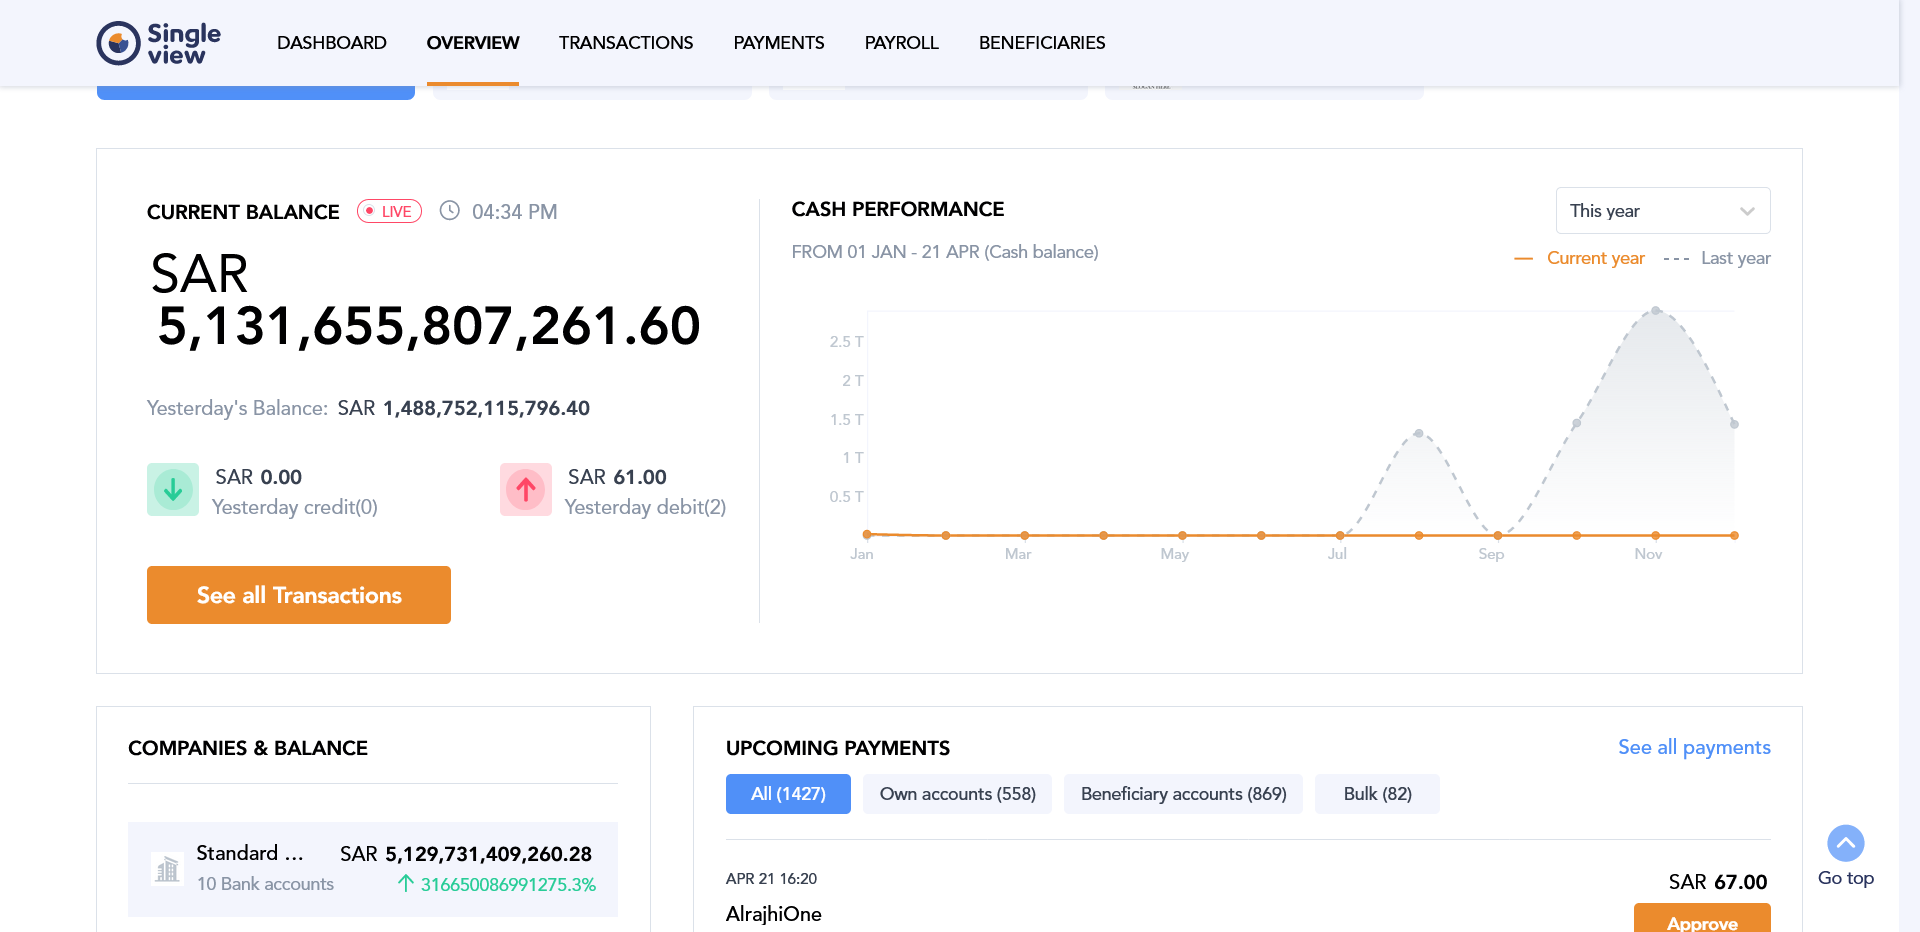 Single view
DASHBOARD OVERVIEW TRANSACTIONS PAYMENTS PAYROLL BENEFICIARIES
CURRENT BALANCE LIVE 04:34 PM
SAR
5,131,655,807,261.60
Yesterday's Balance: SAR 1,488,752,115,796.40
SAR 0.00
Yesterday credit(0)
SAR 61.00
Yesterday debit(2)
See all Transactions
CASH PERFORMANCE
This year
FROM 01 JAN - 21 APR (Cash balance)
Current year Last year
2.5 T
2 T
1.5 T
1 T
0.5 T
Jan Mar May Jul Sep Nov
COMPANIES & BALANCE
Standard ... SAR 5,129,731,409,260.28
10 Bank accounts 316650086991275.3%
UPCOMING PAYMENTS
See all payments
All (1427) Own accounts (558) Beneficiary accounts (869) Bulk (82)
APR 21 16:20
SAR 67.00
AlrajhiOne
Approve
Go top